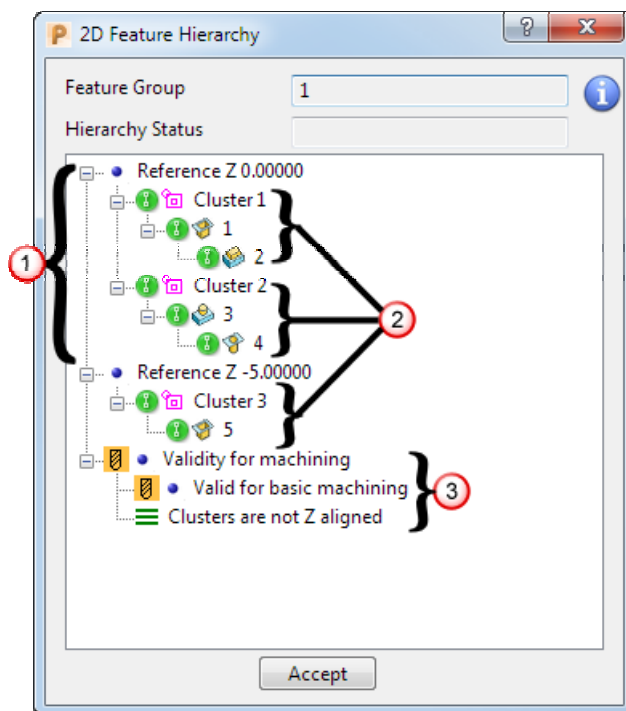 P 2D Feature Hierarchy ? X
Feature Group 1 i
Hierarchy Status
Reference Z 0.00000
Cluster 1
1
2
Cluster 2
3
4
Reference Z -5.00000
Cluster 3
5
Validity for machining
Valid for basic machining
Clusters are not Z aligned
1
2
3
Accept